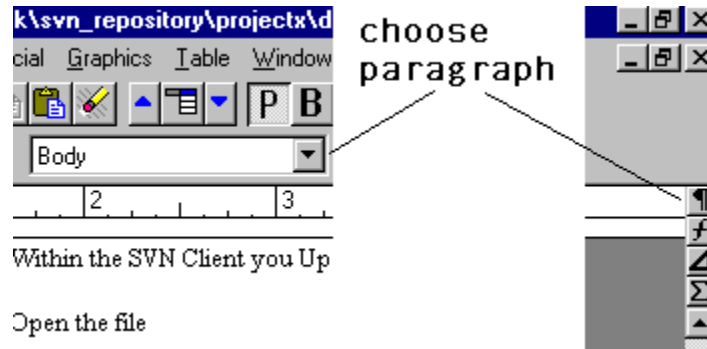 k\svn_repository\projectx\d
cial Graphics Table Window
choose
paragraph
P B
Body
2 3
¶
f
Σ
Within the SVN Client you Up
Open the file